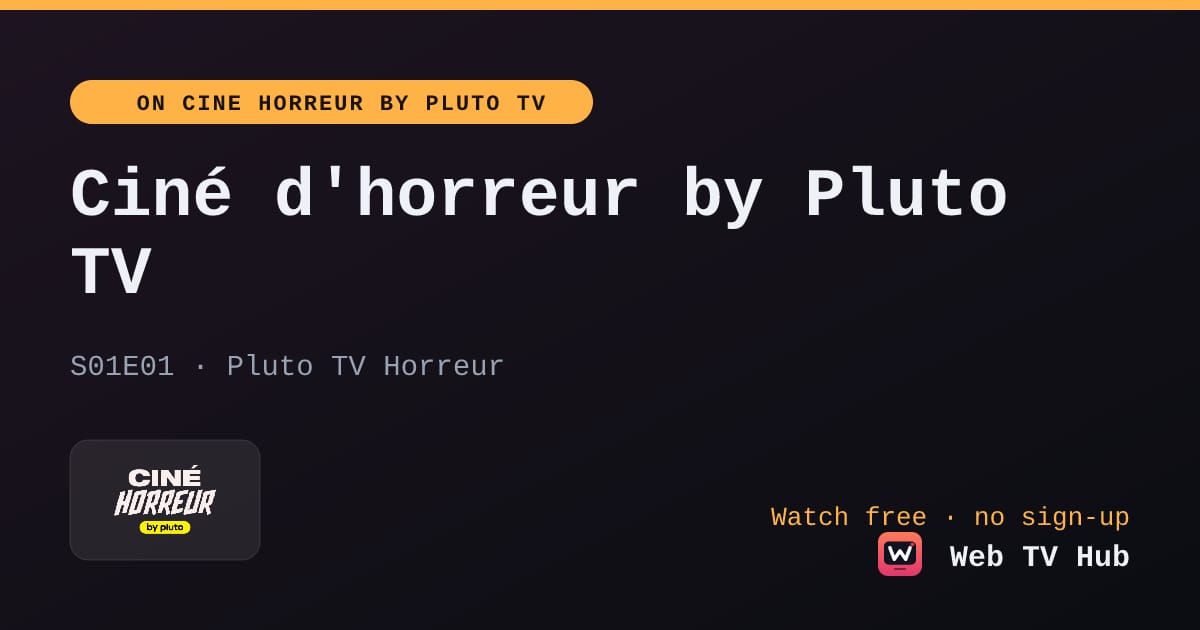 ON CINE HORREUR BY PLUTO TV
Ciné d'horreur by Pluto
TV
S01E01 · Pluto TV Horreur
CINÉ
HORREUR
by pluto
Watch free · no sign-up
W
Web TV Hub